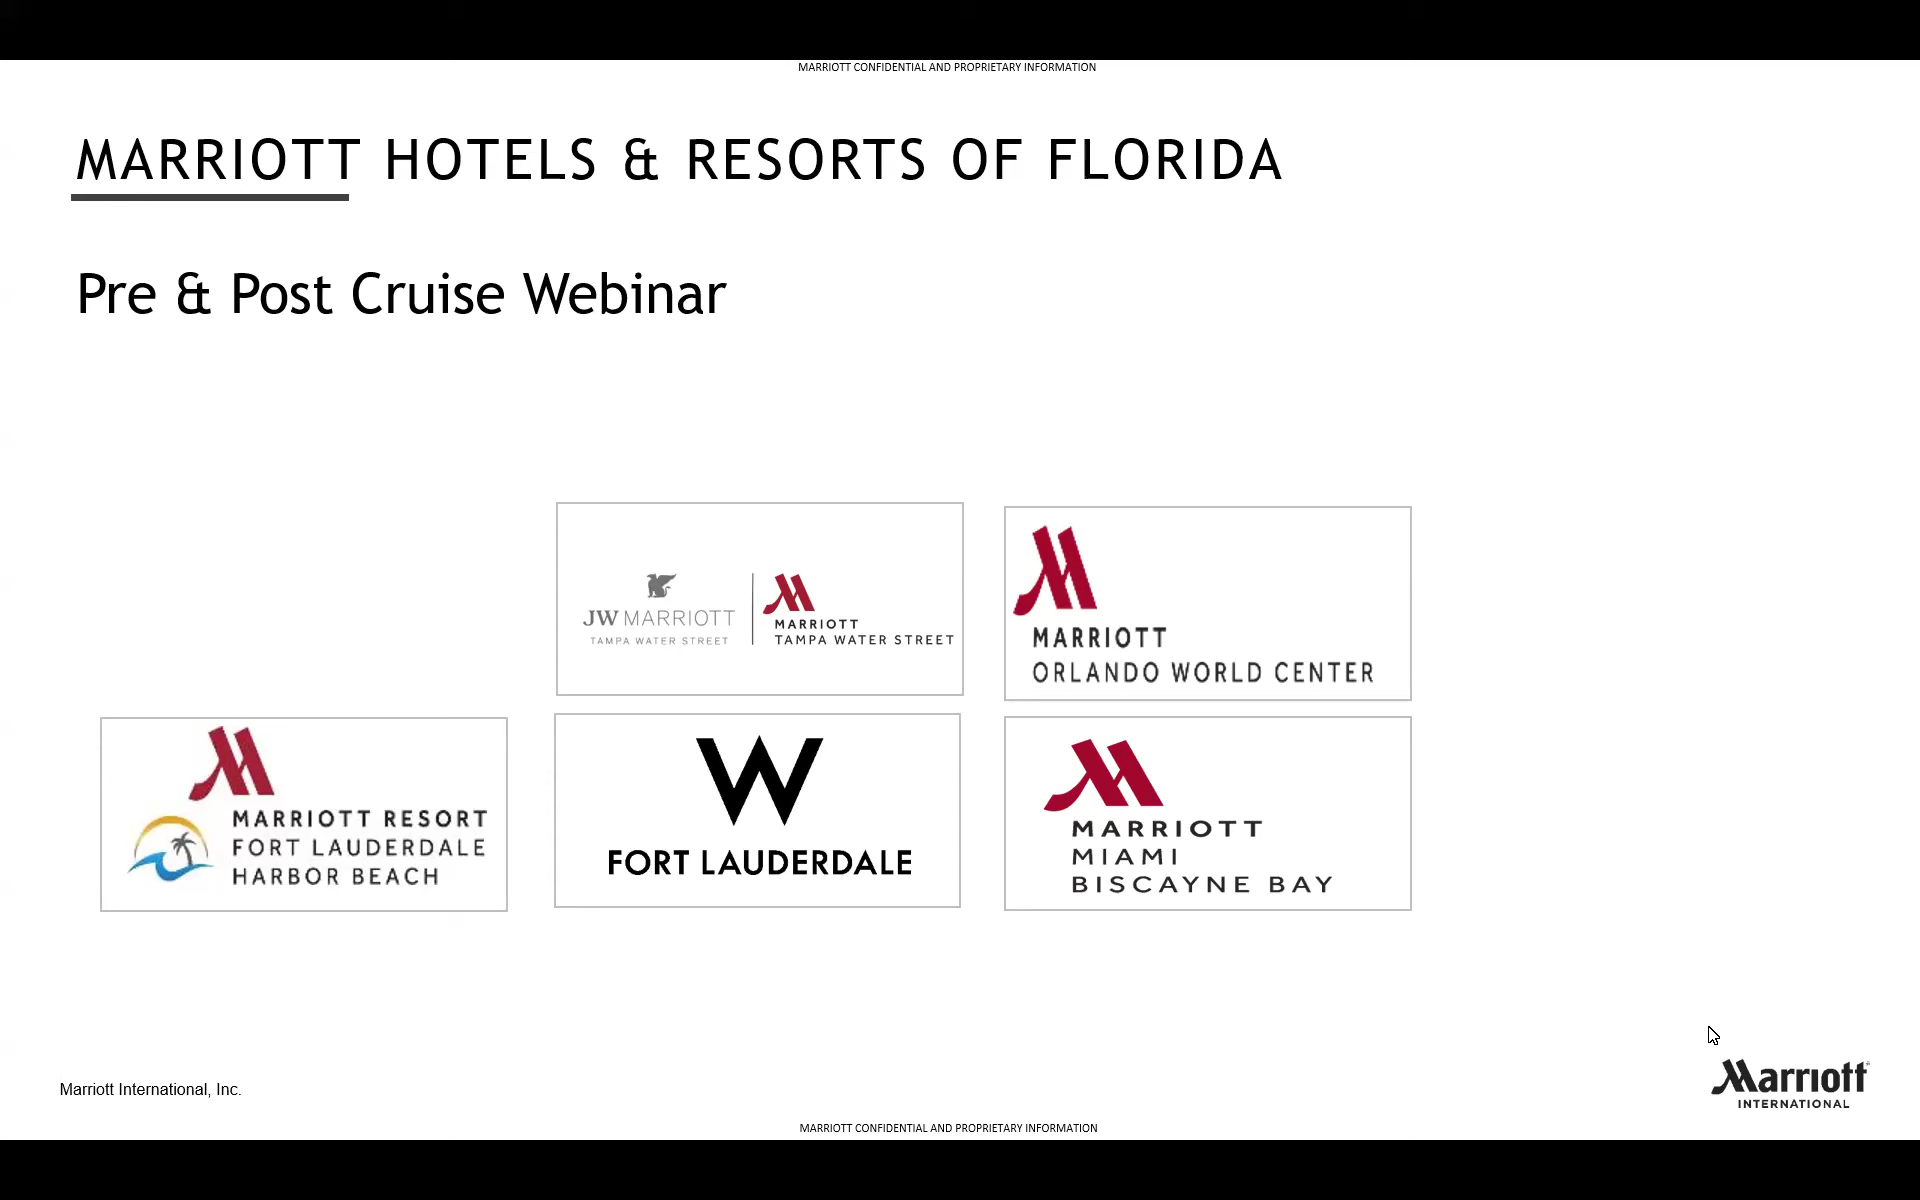 MARRIOTT CONFIDENTIAL AND PROPRIETARY INFORMATION
MARRIOTT HOTELS & RESORTS OF FLORIDA
Pre & Post Cruise Webinar
JW MARRIOTT
TAMPA WATER STREET
MARRIOTT
TAMPA WATER STREET
MARRIOTT
ORLANDO WORLD CENTER
MARRIOTT RESORT
FORT LAUDERDALE
HARBOR BEACH
W
FORT LAUDERDALE
MARRIOTT
MIAMI
BISCAYNE BAY
Marriott International, Inc.
Marriott
INTERNATIONAL
MARRIOTT CONFIDENTIAL AND PROPRIETARY INFORMATION